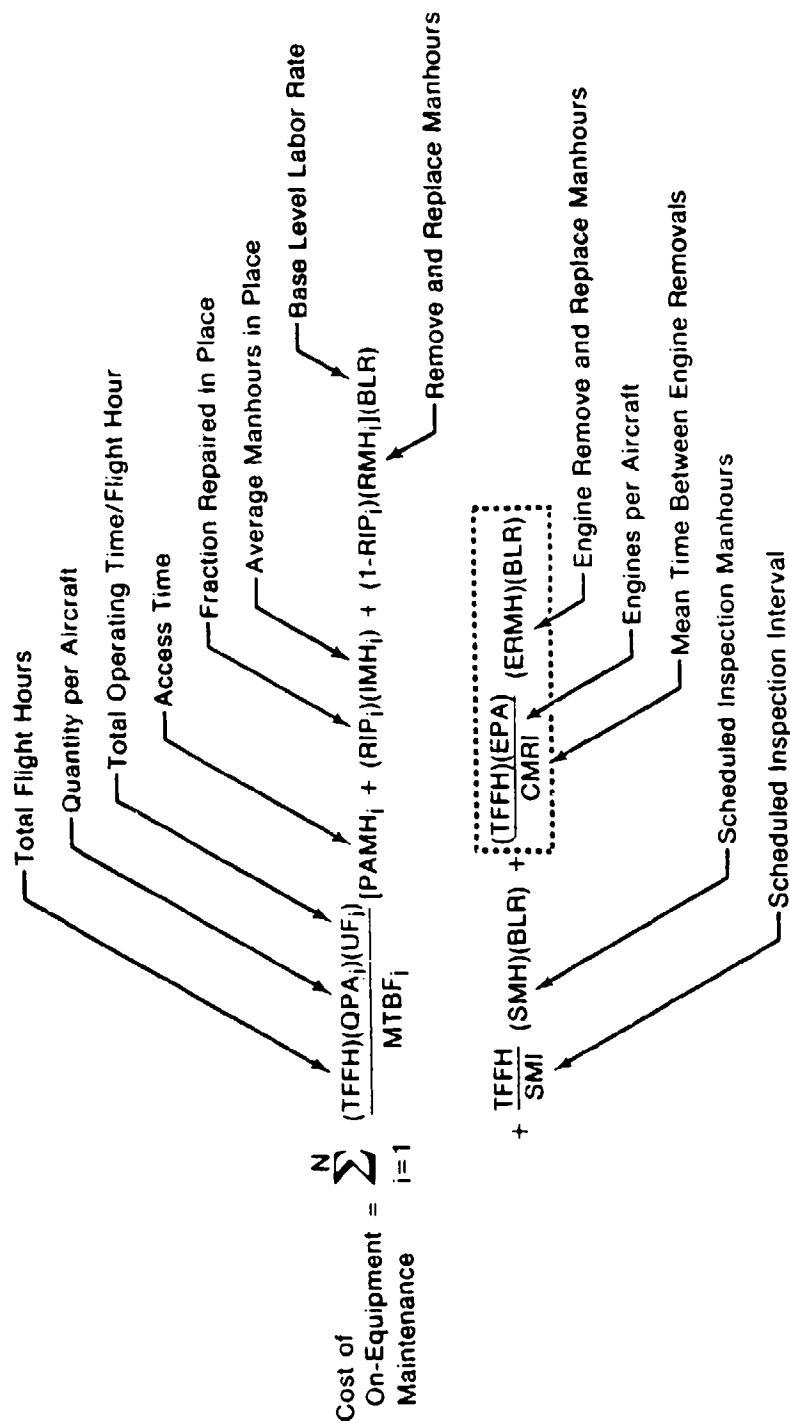 Total Flight Hours
Quantity per Aircraft
Total Operating Time/Flight Hour
Access Time
Fraction Repaired in Place
Average Manhours in Place
Base Level Labor Rate
Cost of
On-Equipment =
Maintenance
N
∑
i = 1
(TFFH)(QPAᵢ)(UFᵢ)
MTBFᵢ
[PAMHᵢ + (RIPᵢ)(IMHᵢ) + (1-RIPᵢ)(RMHᵢ](BLR)
Remove and Replace Manhours
+ TFFH
SMI
(SMH)(BLR) +
(TFFH)(EPA)
CMRI
(ERMH)(BLR)
Engine Remove and Replace Manhours
Engines per Aircraft
Mean Time Between Engine Removals
Scheduled Inspection Manhours
Scheduled Inspection Interval